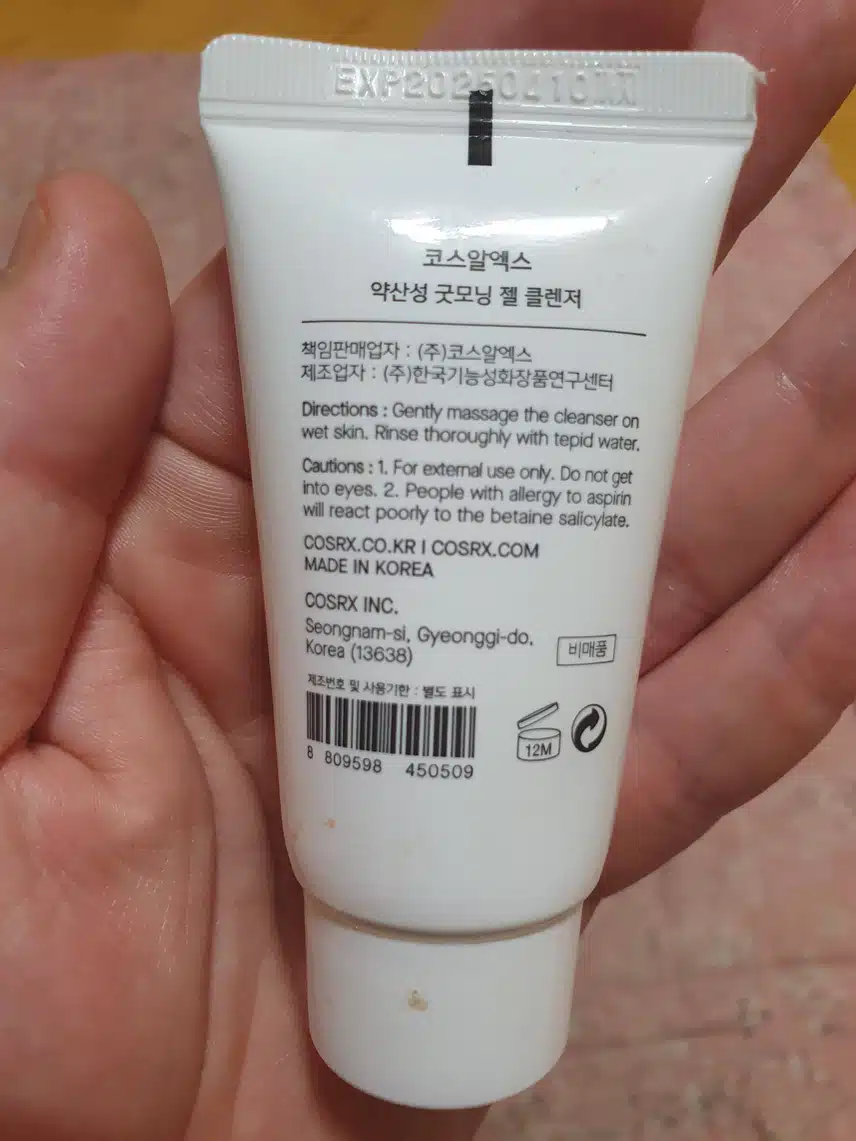 EXP20250410
코스알엑스
약산성 굿모닝 젤 클렌저
책임판매업자 : (주)코스알엑스
제조업자 : (주)한국기능성화장품연구센터
Directions : Gently massage the cleanser on
wet skin. Rinse thoroughly with tepid water.
Cautions : 1. For external use only. Do not get
into eyes. 2. People with allergy to aspirin
will react poorly to the betaine salicylate.
COSRX.CO.KR I COSRX.COM
MADE IN KOREA
COSRX INC.
Seongnam-si, Gyeonggi-do,
Korea (13638)
비매품
제조번호 및 사용기한 : 별도 표시
12M
8 809598 450509